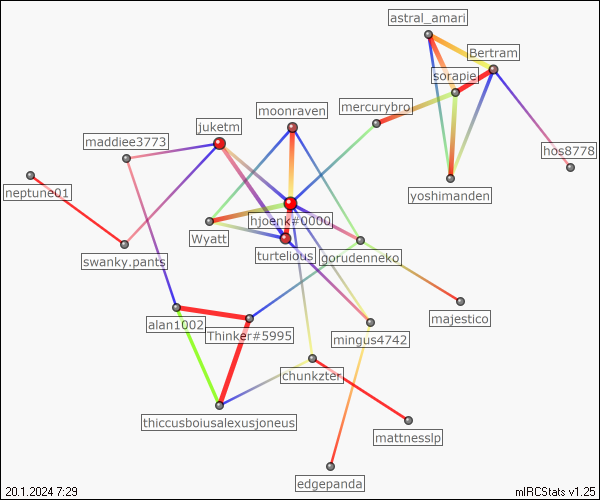 astral_amari
Bertram
sorapie
mercurybro
moonraven
juketm
maddiee3773
hos8778
neptune01
yoshimanden
hjoenk#0000
Wyatt
turtelious
gorudenneko
swanky.pants
majestico
alan1002
Thinker#5995
mingus4742
chunkzter
thiccusboiusalexusjoneus
mattnesslp
edgepanda
20.1.2024 7:29
mIRCStats v1.25